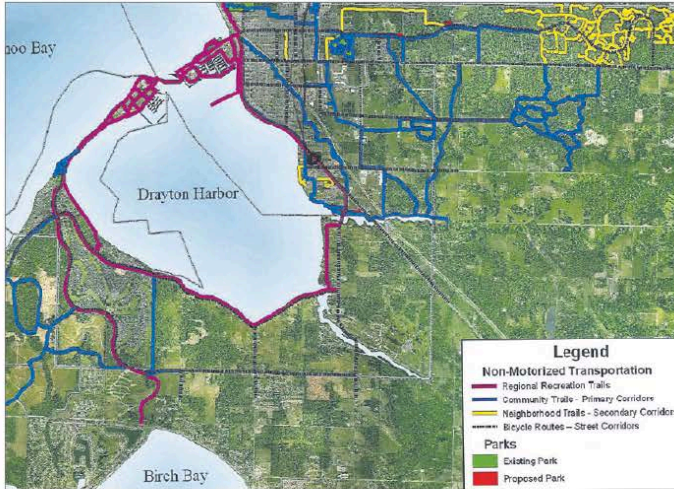 hoo Bay
Drayton Harbor
Birch Bay
Legend
Non-Motorized Transportation
Regional Recreation Trails
Community Trails - Primary Corridors
Neighborhood Trails - Secondary Corridor
Bicycle Routes – Street Corridors
Parks
Existing Park
Proposed Park